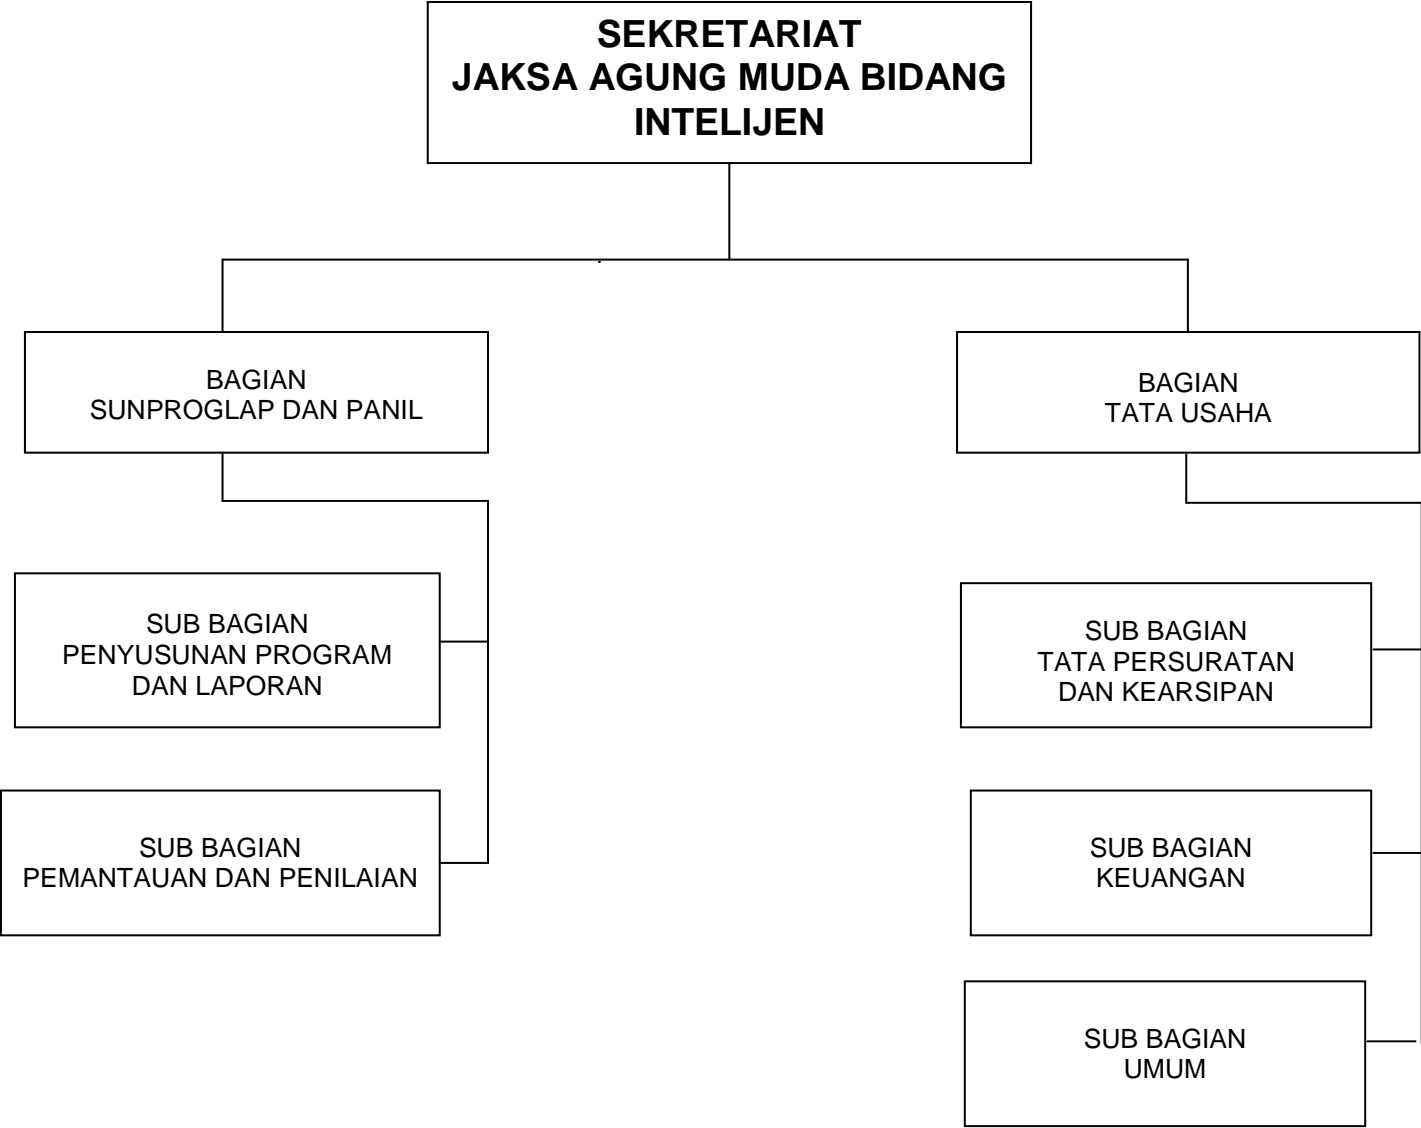 SEKRETARIAT
JAKSA AGUNG MUDA BIDANG
INTELIJEN
BAGIAN
SUNPROGLAP DAN PANIL
BAGIAN
TATA USAHA
SUB BAGIAN
PENYUSUNAN PROGRAM
DAN LAPORAN
SUB BAGIAN
TATA PERSURATAN
DAN KEARSIPAN
SUB BAGIAN
PEMANTAUAN DAN PENILAIAN
SUB BAGIAN
KEUANGAN
SUB BAGIAN
UMUM